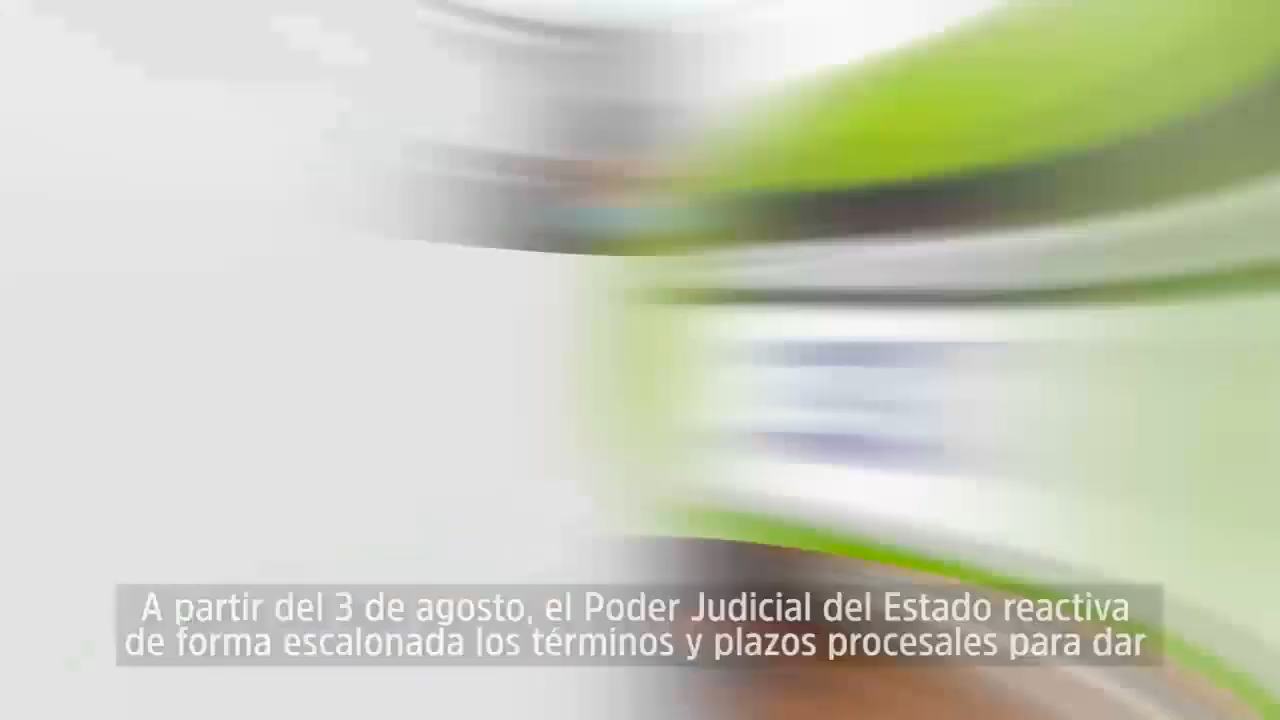 A partir del 3 de agosto, el Poder Judicial del Estado reactiva
de forma escalonada los términos y plazos procesales para dar